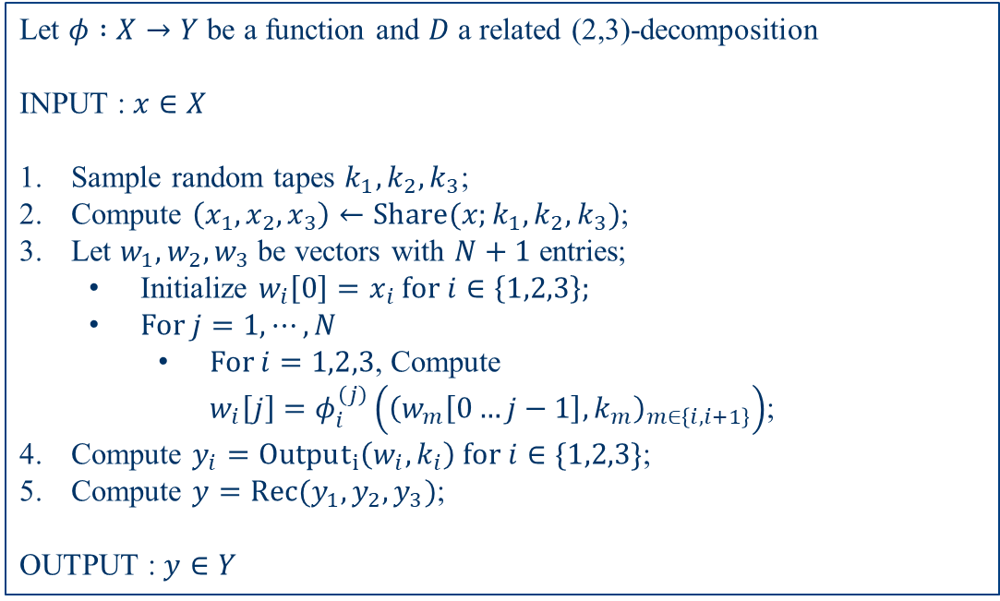 Let ϕ : X → Y be a function and D a related (2,3)-decomposition
INPUT : x ∈ X
1. Sample random tapes k₁, k₂, k₃;
2. Compute (x₁, x₂, x₃) ← Share(x; k₁, k₂, k₃);
3. Let w₁, w₂, w₃ be vectors with N + 1 entries;
• Initialize wᵢ[0] = xᵢ for i ∈ {1,2,3};
• For j = 1, ⋯, N
• For i = 1,2,3, Compute
wᵢ[j] = ϕᵢ⁽ʲ⁾ ((wₘ[0 … j − 1], kₘ)ₘ∈{ᵢ,ᵢ₊₁});
4. Compute yᵢ = Outputᵢ(wᵢ, kᵢ) for i ∈ {1,2,3};
5. Compute y = Rec(y₁, y₂, y₃);
OUTPUT : y ∈ Y